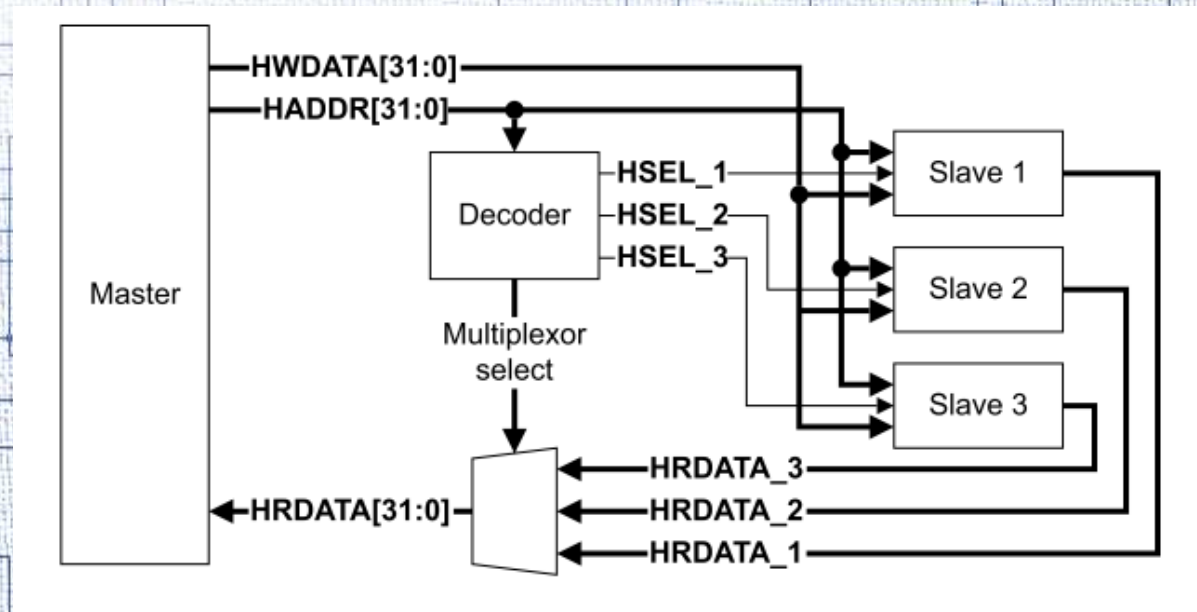 HWDATA[31:0]
HADDR[31:0]
HSEL_1
Slave 1
Decoder
HSEL_2
HSEL_3
Master
Slave 2
Multiplexor
select
Slave 3
HRDATA_3
HRDATA[31:0]
HRDATA_2
HRDATA_1